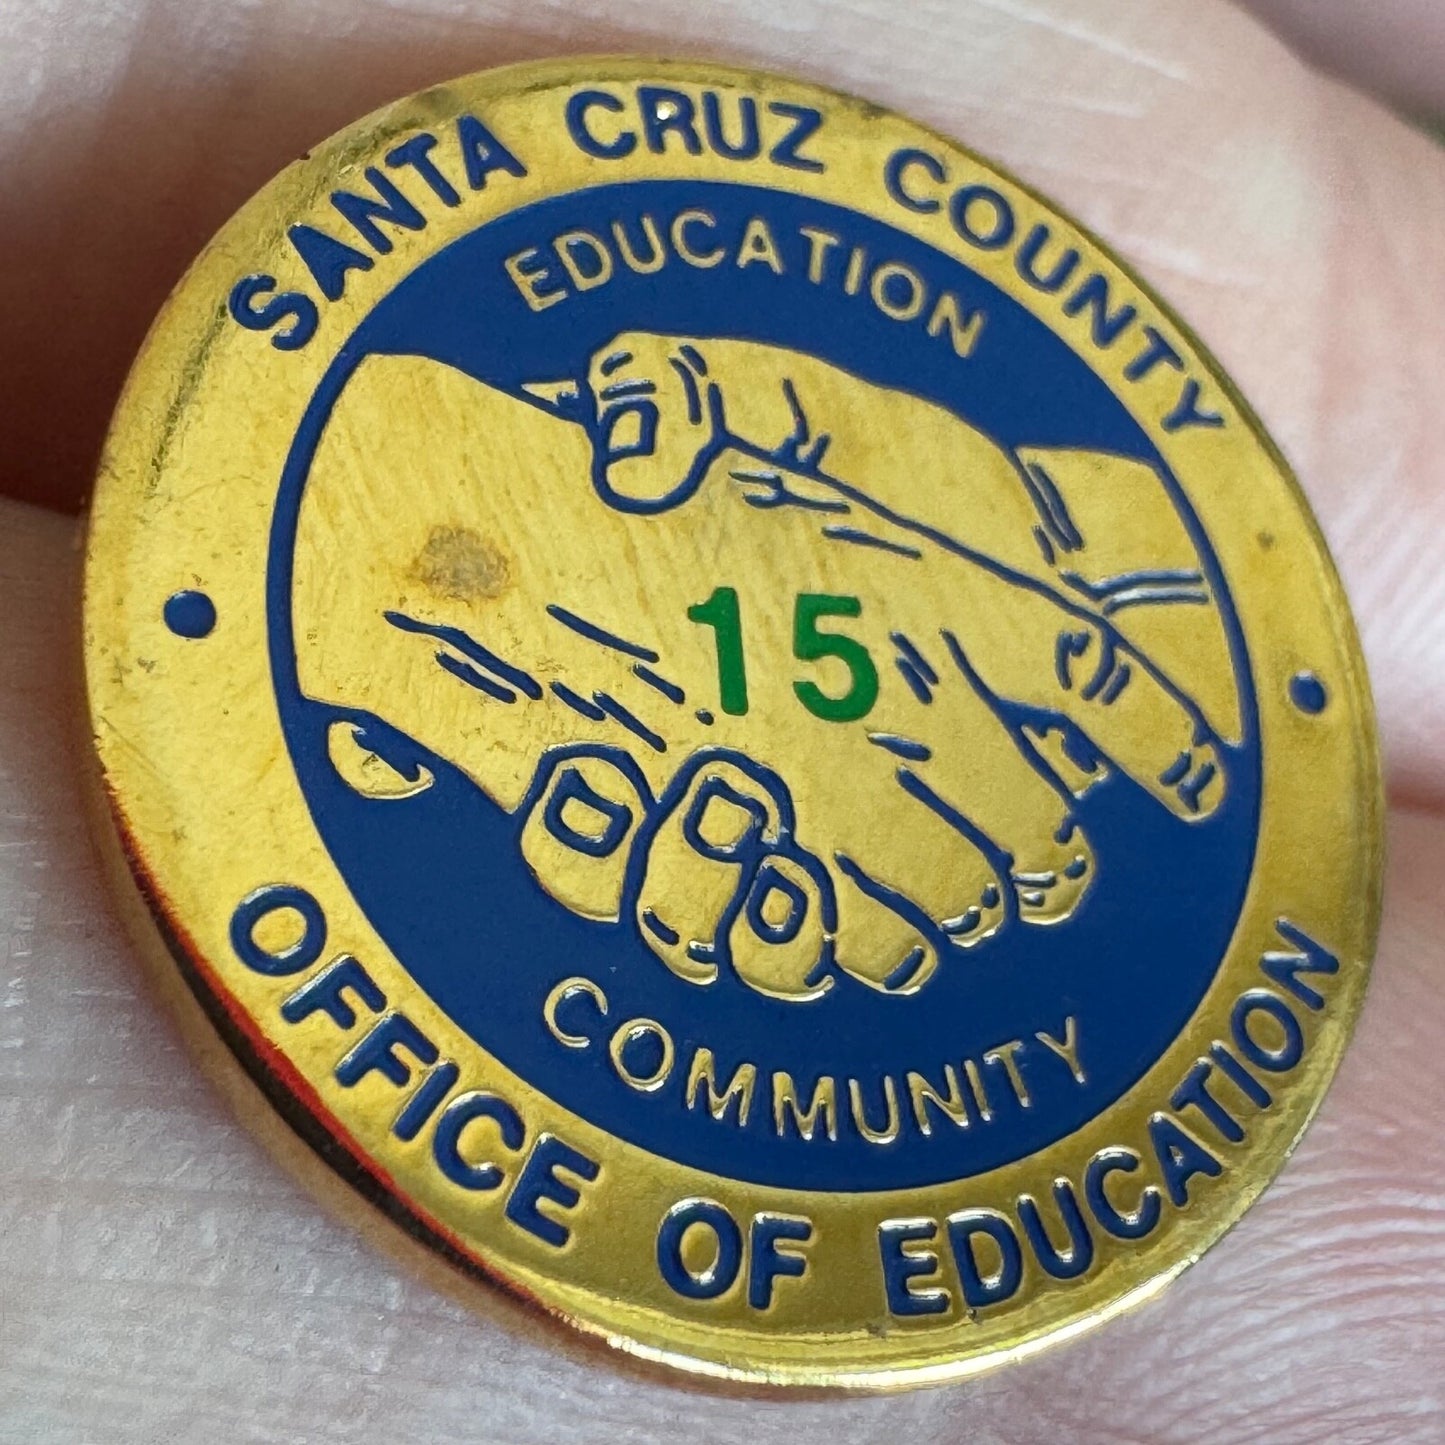 SANTA CRUZ COUNTY
EDUCATION
15
COMMUNITY
OFFICE OF EDUCATION